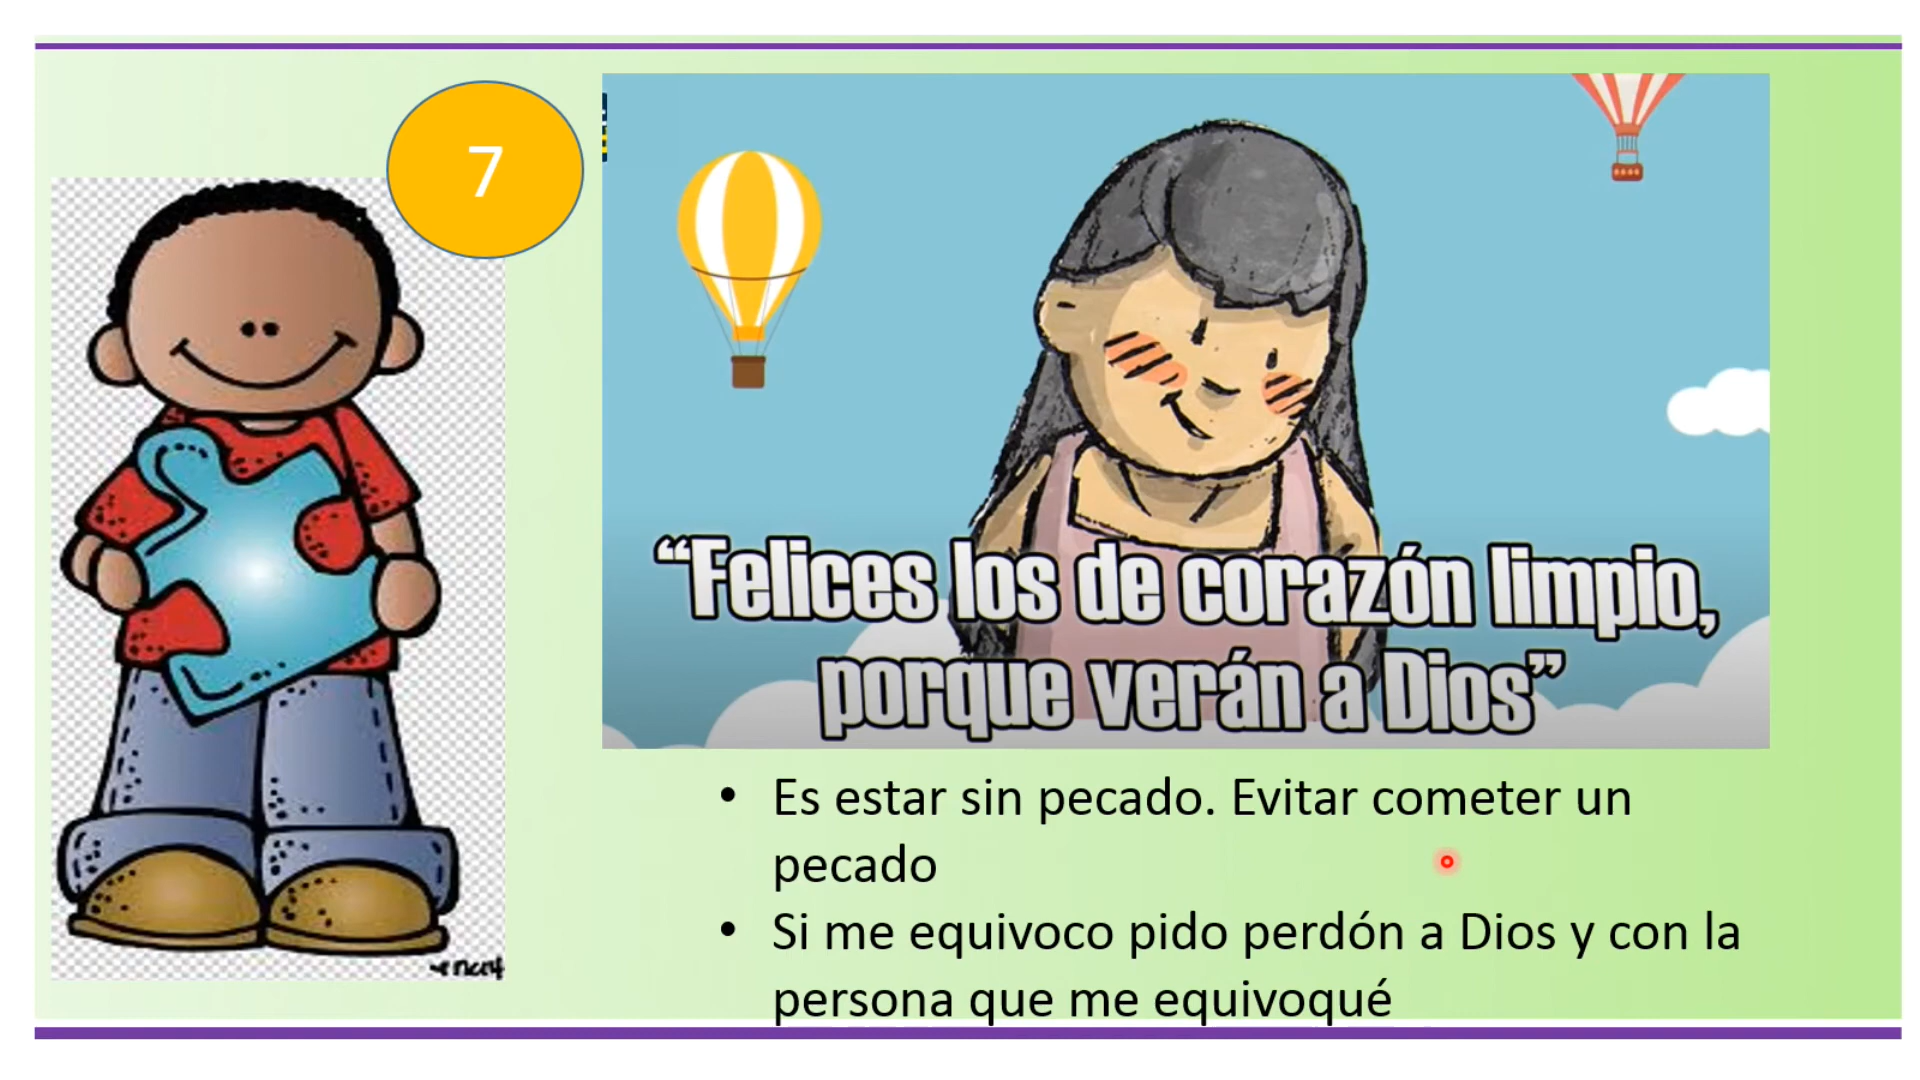 7
“Felices los de corazón limpio,
porque verán a Dios”
• Es estar sin pecado. Evitar cometer un
pecado
• Si me equivoco pido perdón a Dios y con la
persona que me equivoqué